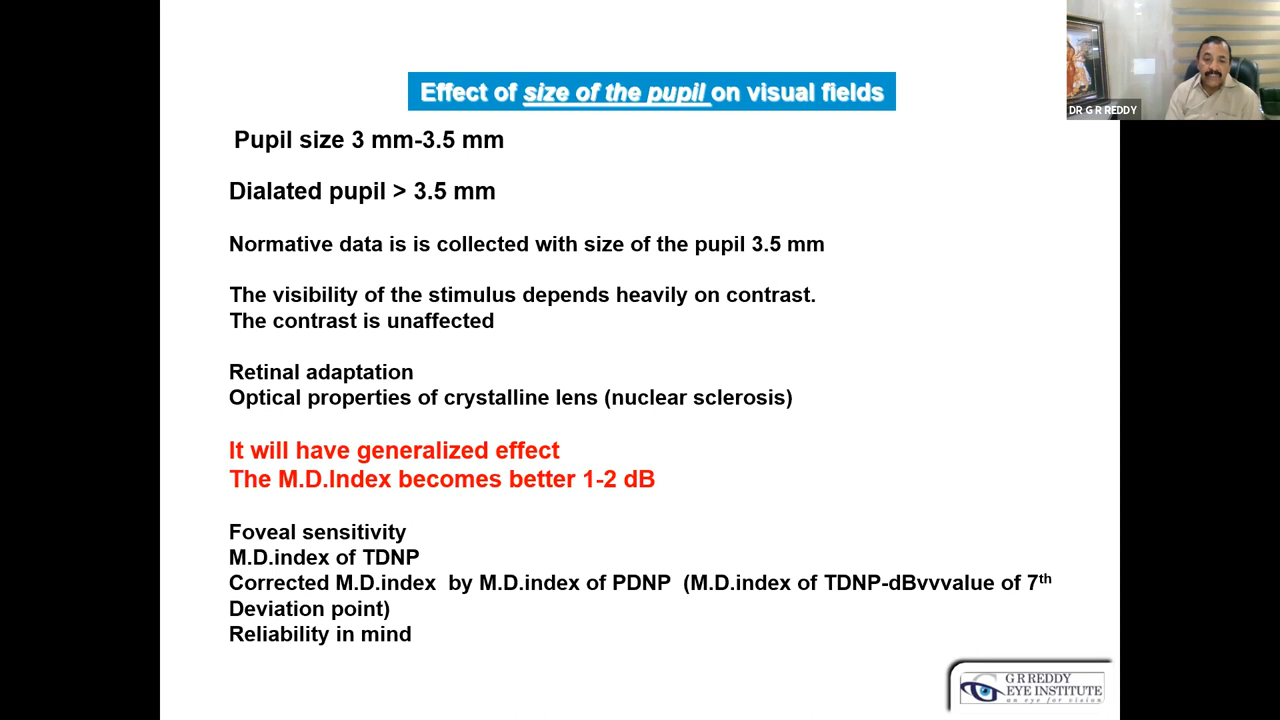 Effect of size of the pupil on visual fields
DR G R REDDY
Pupil size 3 mm-3.5 mm
Dialated pupil > 3.5 mm
Normative data is is collected with size of the pupil 3.5 mm
The visibility of the stimulus depends heavily on contrast.
The contrast is unaffected
Retinal adaptation
Optical properties of crystalline lens (nuclear sclerosis)
It will have generalized effect
The M.D.Index becomes better 1-2 dB
Foveal sensitivity
M.D.index of TDNP
Corrected M.D.index by M.D.index of PDNP (M.D.index of TDNP-dBvvvalue of 7th
Deviation point)
Reliability in mind
G R REDDY
EYE INSTITUTE
an eye for vision